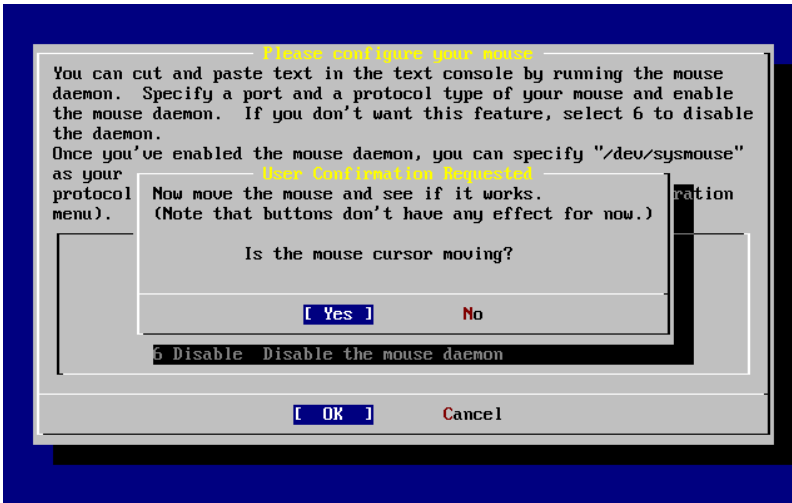 Please configure your mouse
You can cut and paste text in the text console by running the mouse
daemon.  Specify a port and a protocol type of your mouse and enable
the mouse daemon.  If you don't want this feature, select 6 to disable
the daemon.
Once you've enabled the mouse daemon, you can specify "/dev/sysmouse"
as your
User Confirmation Requested
protocol
ration
menu).
Now move the mouse and see if it works.
(Note that buttons don't have any effect for now.)
Is the mouse cursor moving?
[ Yes ] No
6 Disable  Disable the mouse daemon
[ OK ] Cancel